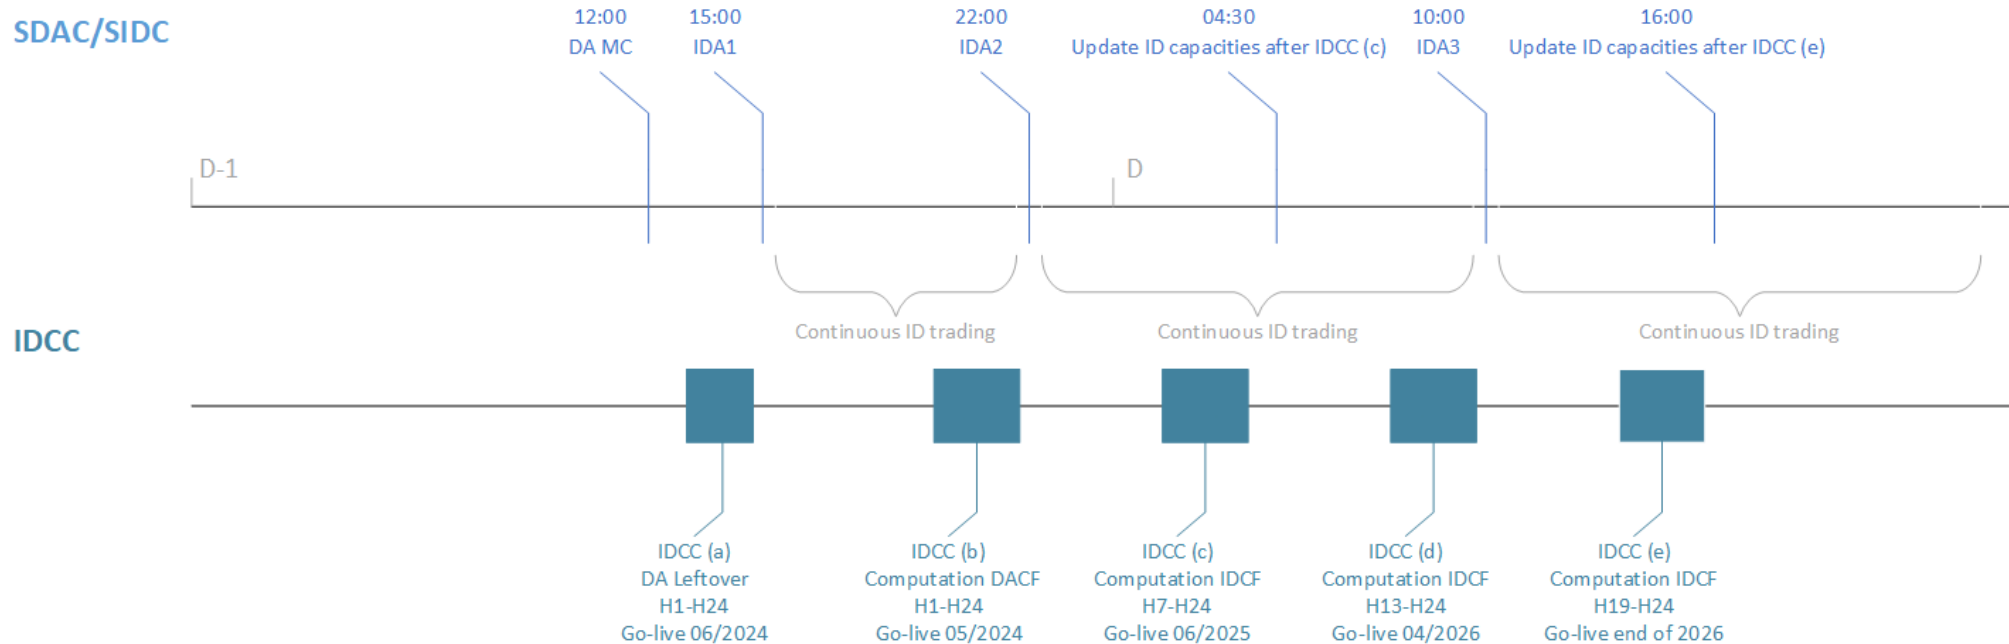 SDAC/SIDC
12:00
DA MC
15:00
IDA1
22:00
IDA2
04:30
Update ID capacities after IDCC (c)
10:00
IDA3
16:00
Update ID capacities after IDCC (e)
D-1
D
Continuous ID trading
Continuous ID trading
Continuous ID trading
IDCC
IDCC (a)
DA Leftover
H1-H24
Go-live 06/2024
IDCC (b)
Computation DACF
H1-H24
Go-live 05/2024
IDCC (c)
Computation IDCF
H7-H24
Go-live 06/2025
IDCC (d)
Computation IDCF
H13-H24
Go-live 04/2026
IDCC (e)
Computation IDCF
H19-H24
Go-live end of 2026